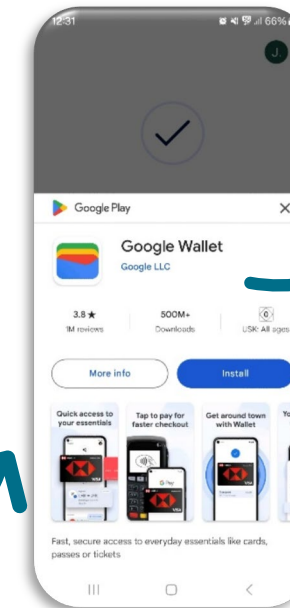 12:31
66%
J.
Google Play
Google Wallet
Google LLC
3.8 ★
1M reviews
500M+
Downloads
USK: All ages
More info
Install
Quick access to
your essentials
Tap to pay for
faster checkout
G Pay
Get around town
with Wallet
Fast, secure access to everyday essentials like cards,
passes or tickets